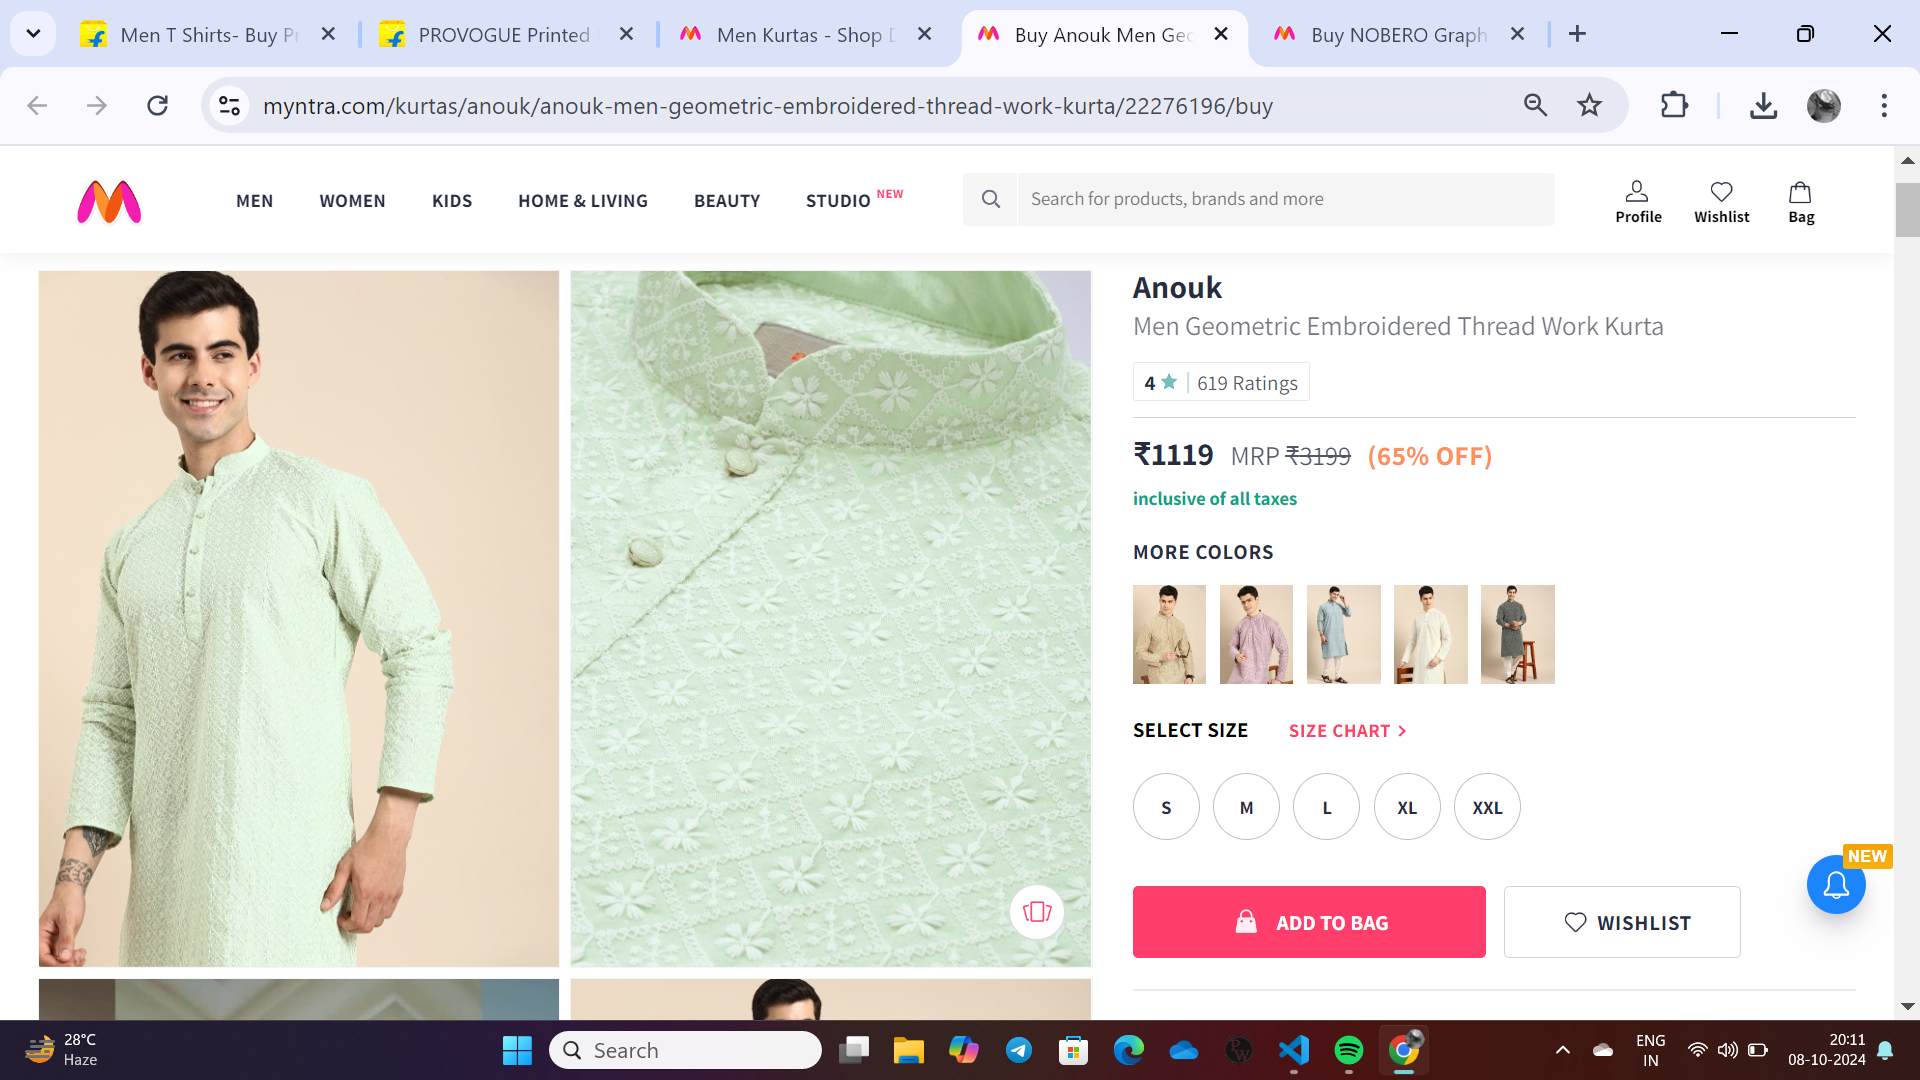 Men T Shirts- Buy Pr
PROVOGUE Printed
Men Kurtas - Shop D
Buy Anouk Men Geo
Buy NOBERO Graph
myntra.com/kurtas/anouk/anouk-men-geometric-embroidered-thread-work-kurta/22276196/buy
MEN
WOMEN
KIDS
HOME & LIVING
BEAUTY
STUDIO NEW
Search for products, brands and more
Profile
Wishlist
Bag
Anouk
Men Geometric Embroidered Thread Work Kurta
4 ★ | 619 Ratings
₹1119 MRP ₹3199 (65% OFF)
inclusive of all taxes
MORE COLORS
SELECT SIZE SIZE CHART >
S M L XL XXL
NEW
ADD TO BAG
WISHLIST
28°C
Haze
Search
ENG
IN
20:11
08-10-2024